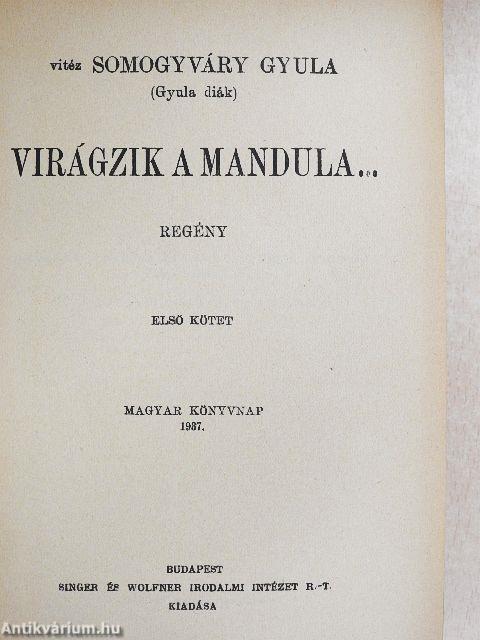 vitéz SOMOGYVÁRY GYULA
(Gyula diák)
VIRÁGZIK A MANDULA...
REGÉNY
ELSŐ KÖTET
MAGYAR KÖNYVNAP
1937.
BUDAPEST
SINGER ÉS WOLFNER IRODALMI INTÉZET R.-T.
KIADÁSA
Antikvárium.hu